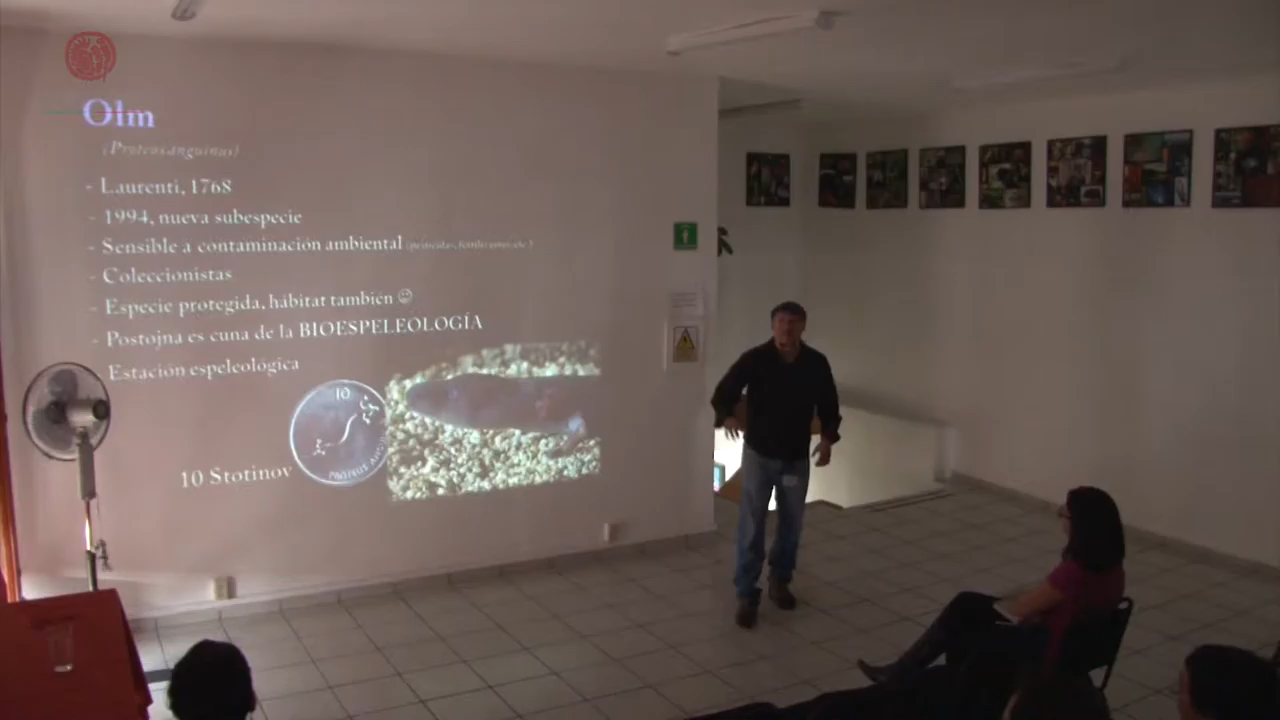 Olm
(Proteus anguinus)
- Laurenti, 1768
- 1994, nueva subespecie
- Sensible a contaminación ambiental
- Coleccionistas
- Especie protegida, hábitat también ☺
- Postojna es cuna de la BIOESPELEOLOGÍA
Estación espeleológica
10
PROTEUS
10 Stotinov